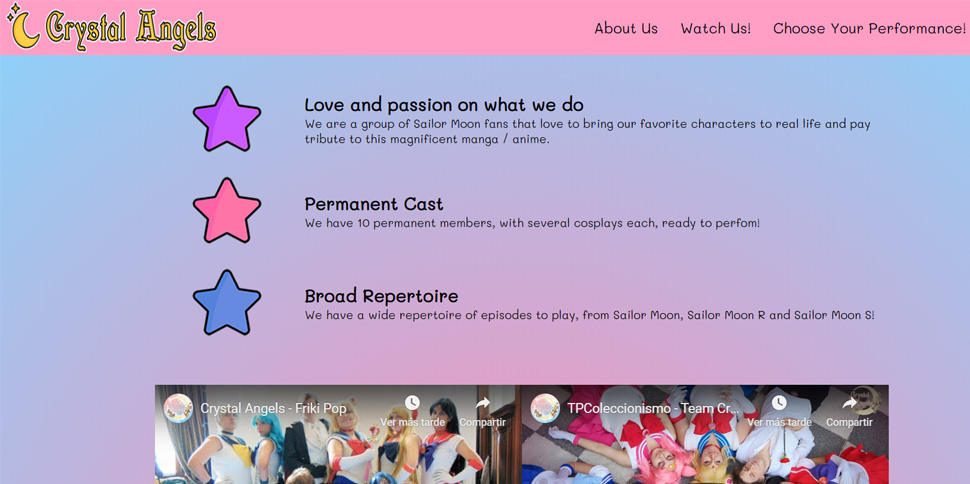 Crystal Angels
About Us
Watch Us!
Choose Your Performance!
Love and passion on what we do
We are a group of Sailor Moon fans that love to bring our favorite characters to real life and pay
tribute to this magnificent manga / anime.
Permanent Cast
We have 10 permanent members, with several cosplays each, ready to perfom!
Broad Repertoire
We have a wide repertoire of episodes to play, from Sailor Moon, Sailor Moon R and Sailor Moon S!
Crystal Angels - Friki Pop
Ver más tarde
Compartir
TPColeccionismo - Team Cr...
Ver más tarde
Compartir